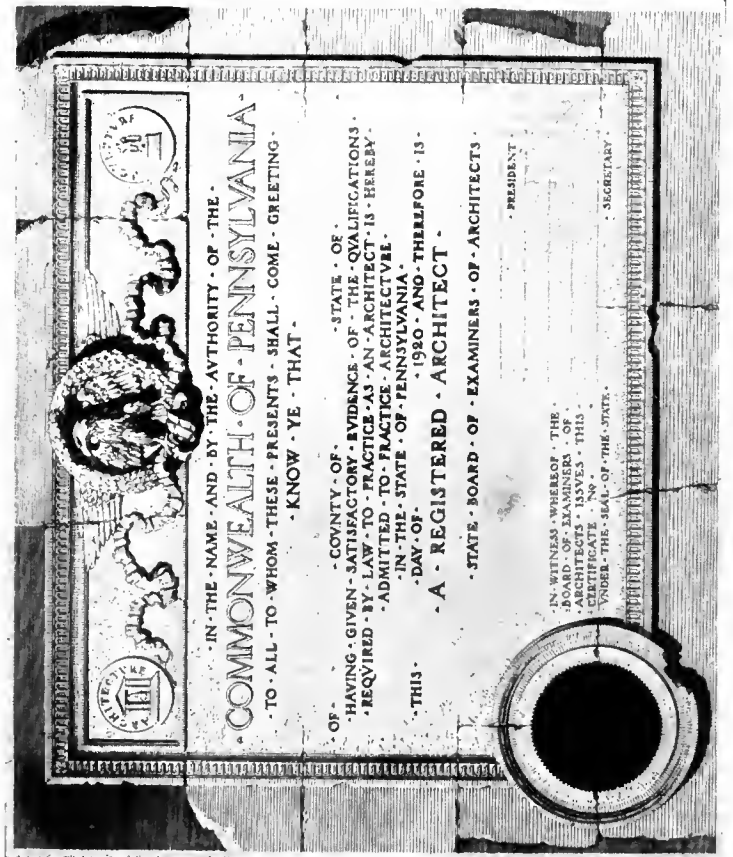 ARCHITECTVRE
· IN · THE · NAME · AND · BY · THE · AVTHORITY · OF · THE ·
COMMONWEALTH · OF · PENNSYLVANIA
· TO · ALL · TO · WHOM · THESE · PRESENTS · SHALL · COME · GREETING ·
· KNOW · YE · THAT ·
· OF · · COVNTY · OF · · STATE · OF ·
· HAVING · GIVEN · SATISFACTORY · EVIDENCE · OF · THE · QVALIFICATIONS ·
· REQVIRED · BY · LAW · TO · PRACTICE · AS · AN · ARCHITECT · IS · HEREBY ·
· ADMITTED · TO · PRACTICE · ARCHITECTVRE ·
· IN · THE · STATE · OF · PENNSYLVANIA ·
· THIS · · DAY · OF · · 1920 · AND · THEREFORE · IS ·
· A · REGISTERED · ARCHITECT ·
· STATE · BOARD · OF · EXAMINERS · OF · ARCHITECTS ·
· PRESIDENT ·
· IN · WITNESS · WHEREOF · THE ·
· BOARD · OF · EXAMINERS · OF ·
· ARCHITECTS · ISSVES · THIS ·
· CERTIFICATE · No ·
VNDER · THE · SEAL · OF · THE · STATE ·
· SECRETARY ·